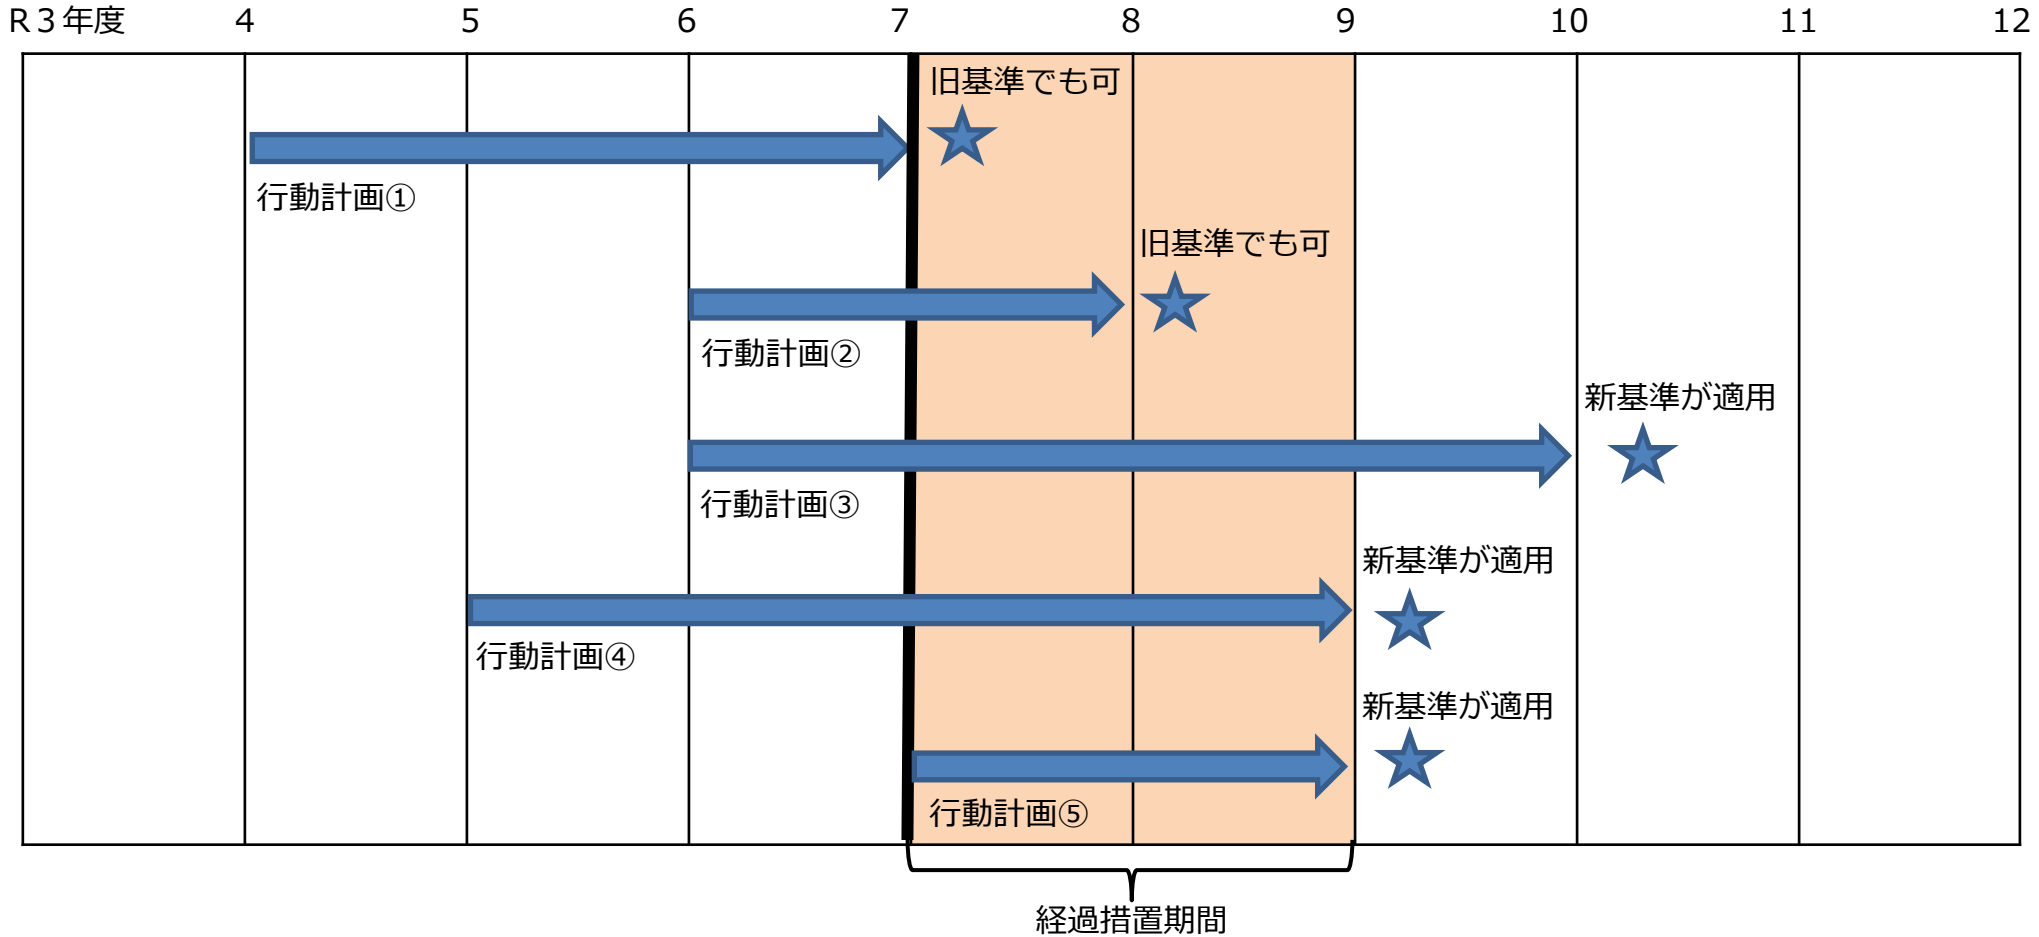 R３年度 4 5 6 7 8 9 10 11 12
旧基準でも可
行動計画①
旧基準でも可
行動計画②
新基準が適用
行動計画③
新基準が適用
行動計画④
新基準が適用
行動計画⑤
経過措置期間